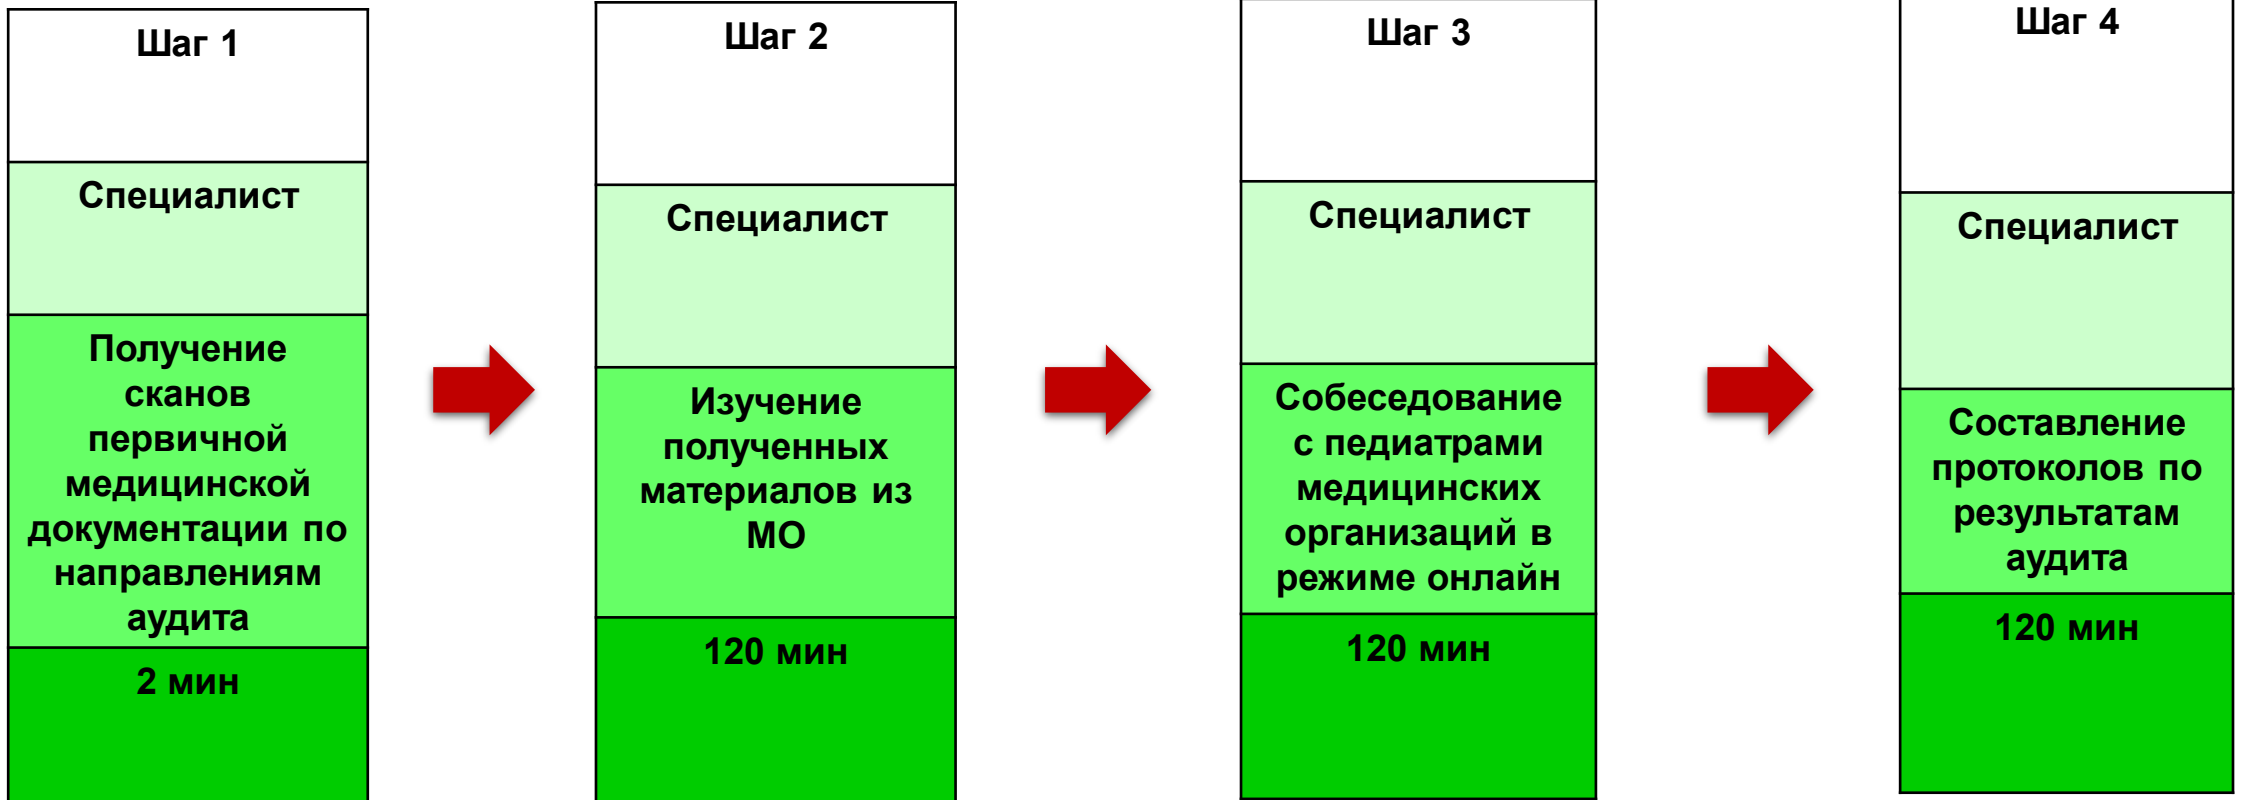 Шаг 1
Специалист
Получение
сканов
первичной
медицинской
документации по
направлениям
аудита
2 мин
Шаг 2
Специалист
Изучение
полученных
материалов из
МО
120 мин
Шаг 3
Специалист
Собеседование
с педиатрами
медицинских
организаций в
режиме онлайн
120 мин
Шаг 4
Специалист
Составление
протоколов по
результатам
аудита
120 мин